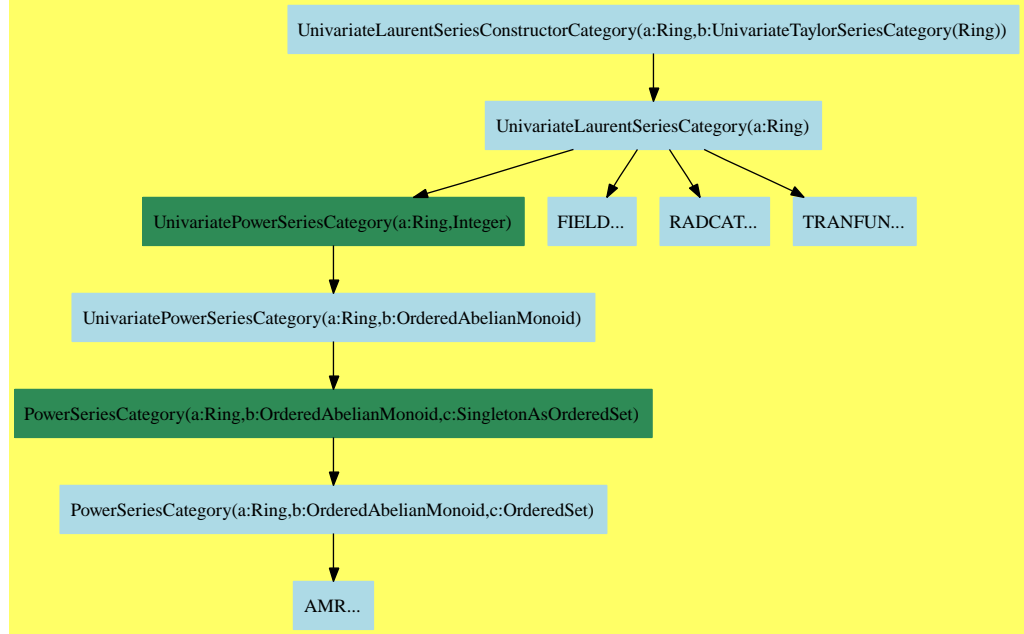 UnivariateLaurentSeriesConstructorCategory(a:Ring,b:UnivariateTaylorSeriesCategory(Ring))
UnivariateLaurentSeriesCategory(a:Ring)
UnivariatePowerSeriesCategory(a:Ring,Integer)
FIELD...
RADCAT...
TRANFUN...
UnivariatePowerSeriesCategory(a:Ring,b:OrderedAbelianMonoid)
PowerSeriesCategory(a:Ring,b:OrderedAbelianMonoid,c:SingletonAsOrderedSet)
PowerSeriesCategory(a:Ring,b:OrderedAbelianMonoid,c:OrderedSet)
AMR...